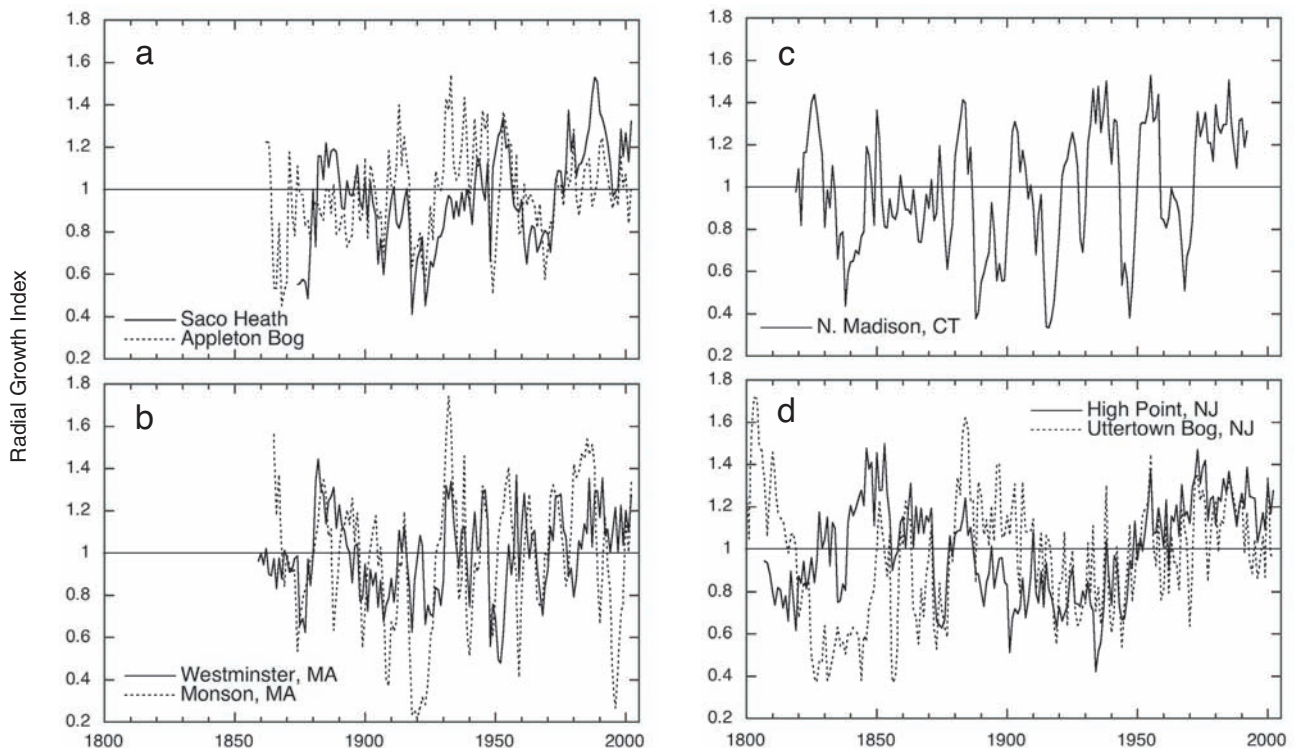 Radial Growth Index
a
1.8
1.6
1.4
1.2
1
0.8
0.6
0.4
0.2
Saco Heath
Appleton Bog
c
1.8
1.6
1.4
1.2
1
0.8
0.6
0.4
0.2
N. Madison, CT
b
1.8
1.6
1.4
1.2
1
0.8
0.6
0.4
0.2
Westminster, MA
Monson, MA
1800 1850 1900 1950 2000
d
1.8
1.6
1.4
1.2
1
0.8
0.6
0.4
0.2
High Point, NJ
Uttertown Bog, NJ
1800 1850 1900 1950 2000